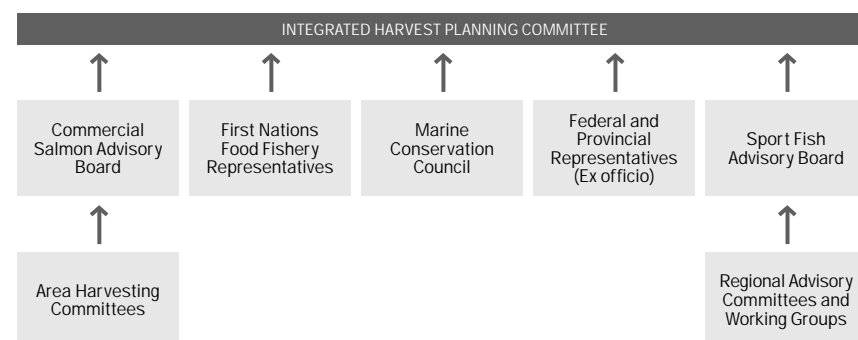 INTEGRATED HARVEST PLANNING COMMITTEE
Commercial
Salmon Advisory
Board
First Nations
Food Fishery
Representatives
Marine
Conservation
Council
Federal and
Provincial
Representatives
(Ex officio)
Sport Fish
Advisory Board
Area Harvesting
Committees
Regional Advisory
Committees and
Working Groups